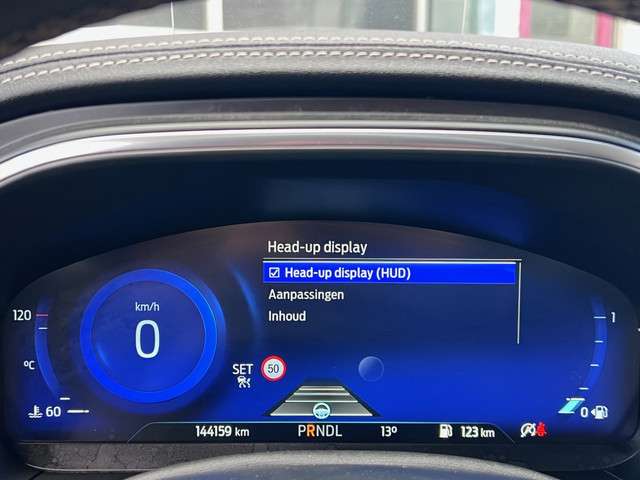 Head-up display
Head-up display (HUD)
Aanpassingen
Inhoud
km/h
0
120
°C
60
SET
50
1
0
144159 km
PRNDL
13°
123 km